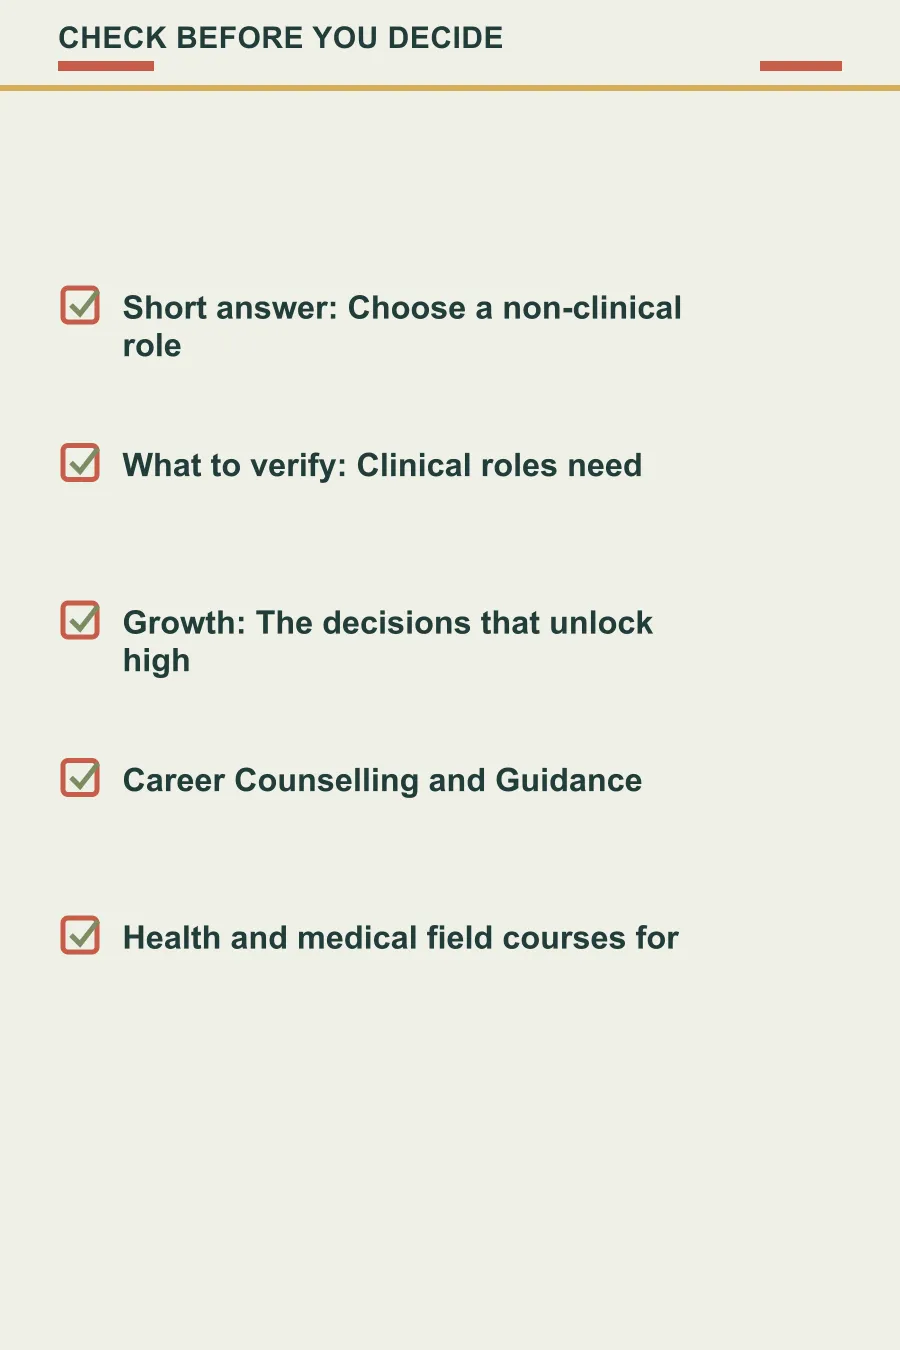 CHECK BEFORE YOU DECIDE
Short answer: Choose a non-clinical
role
What to verify: Clinical roles need
Growth: The decisions that unlock
high
Career Counselling and Guidance
Health and medical field courses for